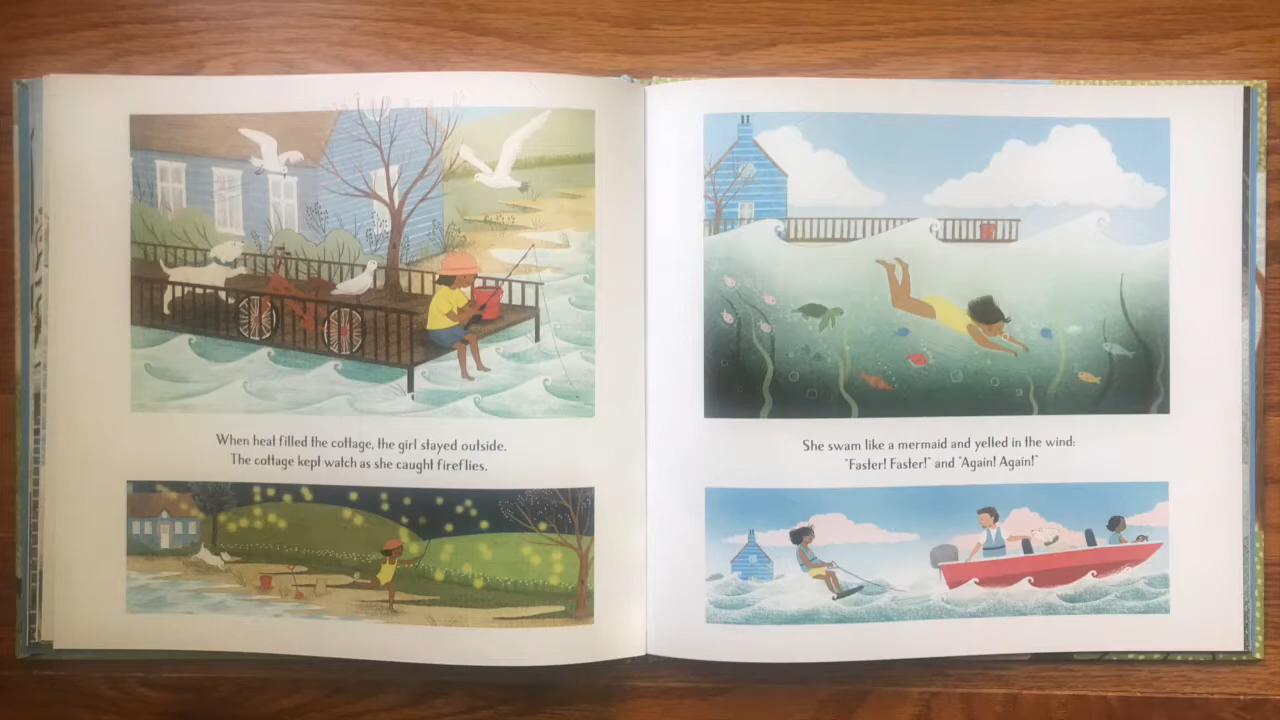 When heat filled the cottage, the girl stayed outside.
The cottage kept watch as she caught fireflies.
She swam like a mermaid and yelled in the wind:
"Faster! Faster!" and "Again! Again!"